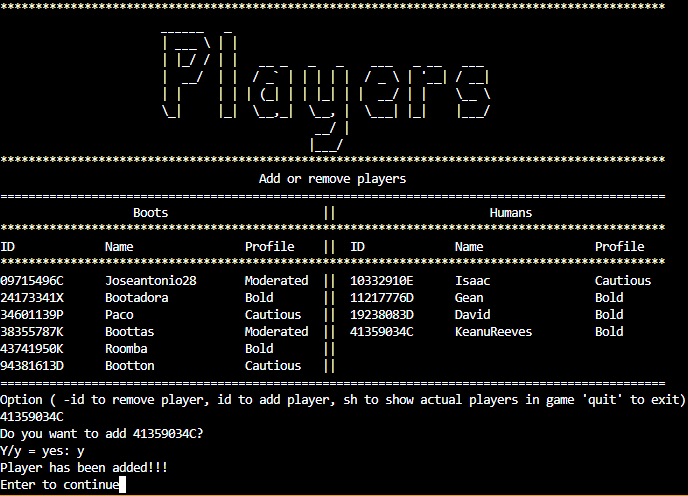 Players
Add or remove players
Boots || Humans
ID Name Profile || ID Name Profile
09715496C Joseantonio28 Moderated || 10332910E Isaac Cautious
24173341X Bootadora Bold || 11217776D Gean Bold
34601139P Paco Cautious || 19238083D David Bold
38355787K Boottas Moderated || 41359034C KeanuReeves Bold
43741950K Roomba Bold ||
94381613D Bootton Cautious ||
Option ( -id to remove player, id to add player, sh to show actual players in game 'quit' to exit)
41359034C
Do you want to add 41359034C?
Y/y = yes: y
Player has been added!!!
Enter to continue